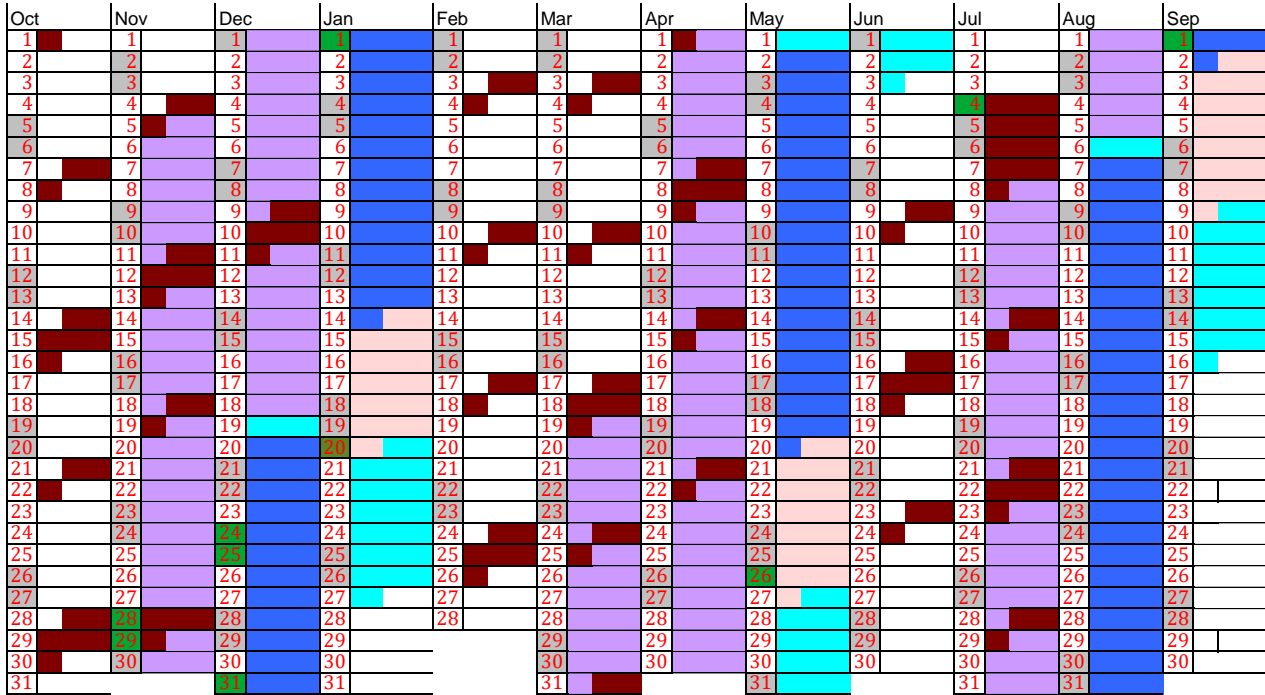 Oct Nov Dec Jan Feb Mar Apr May Jun Jul Aug Sep
1 1 1 1 1 1 1 1 1 1 1 1
2 2 2 2 2 2 2 2 2 2 2 2
3 3 3 3 3 3 3 3 3 3 3 3
4 4 4 4 4 4 4 4 4 4 4 4
5 5 5 5 5 5 5 5 5 5 5 5
6 6 6 6 6 6 6 6 6 6 6 6
7 7 7 7 7 7 7 7 7 7 7 7
8 8 8 8 8 8 8 8 8 8 8 8
9 9 9 9 9 9 9 9 9 9 9 9
10 10 10 10 10 10 10 10 10 10 10 10
11 11 11 11 11 11 11 11 11 11 11 11
12 12 12 12 12 12 12 12 12 12 12 12
13 13 13 13 13 13 13 13 13 13 13 13
14 14 14 14 14 14 14 14 14 14 14 14
15 15 15 15 15 15 15 15 15 15 15 15
16 16 16 16 16 16 16 16 16 16 16 16
17 17 17 17 17 17 17 17 17 17 17 17
18 18 18 18 18 18 18 18 18 18 18 18
19 19 19 19 19 19 19 19 19 19 19 19
20 20 20 20 20 20 20 20 20 20 20 20
21 21 21 21 21 21 21 21 21 21 21 21
22 22 22 22 22 22 22 22 22 22 22 22
23 23 23 23 23 23 23 23 23 23 23 23
24 24 24 24 24 24 24 24 24 24 24 24
25 25 25 25 25 25 25 25 25 25 25 25
26 26 26 26 26 26 26 26 26 26 26 26
27 27 27 27 27 27 27 27 27 27 27 27
28 28 28 28 28 28 28 28 28 28 28 28
29 29 29 29 29 29 29 29 29 29 29
30 30 30 30 30 30 30 30 30 30 30
31 31 31 31 31 31 31